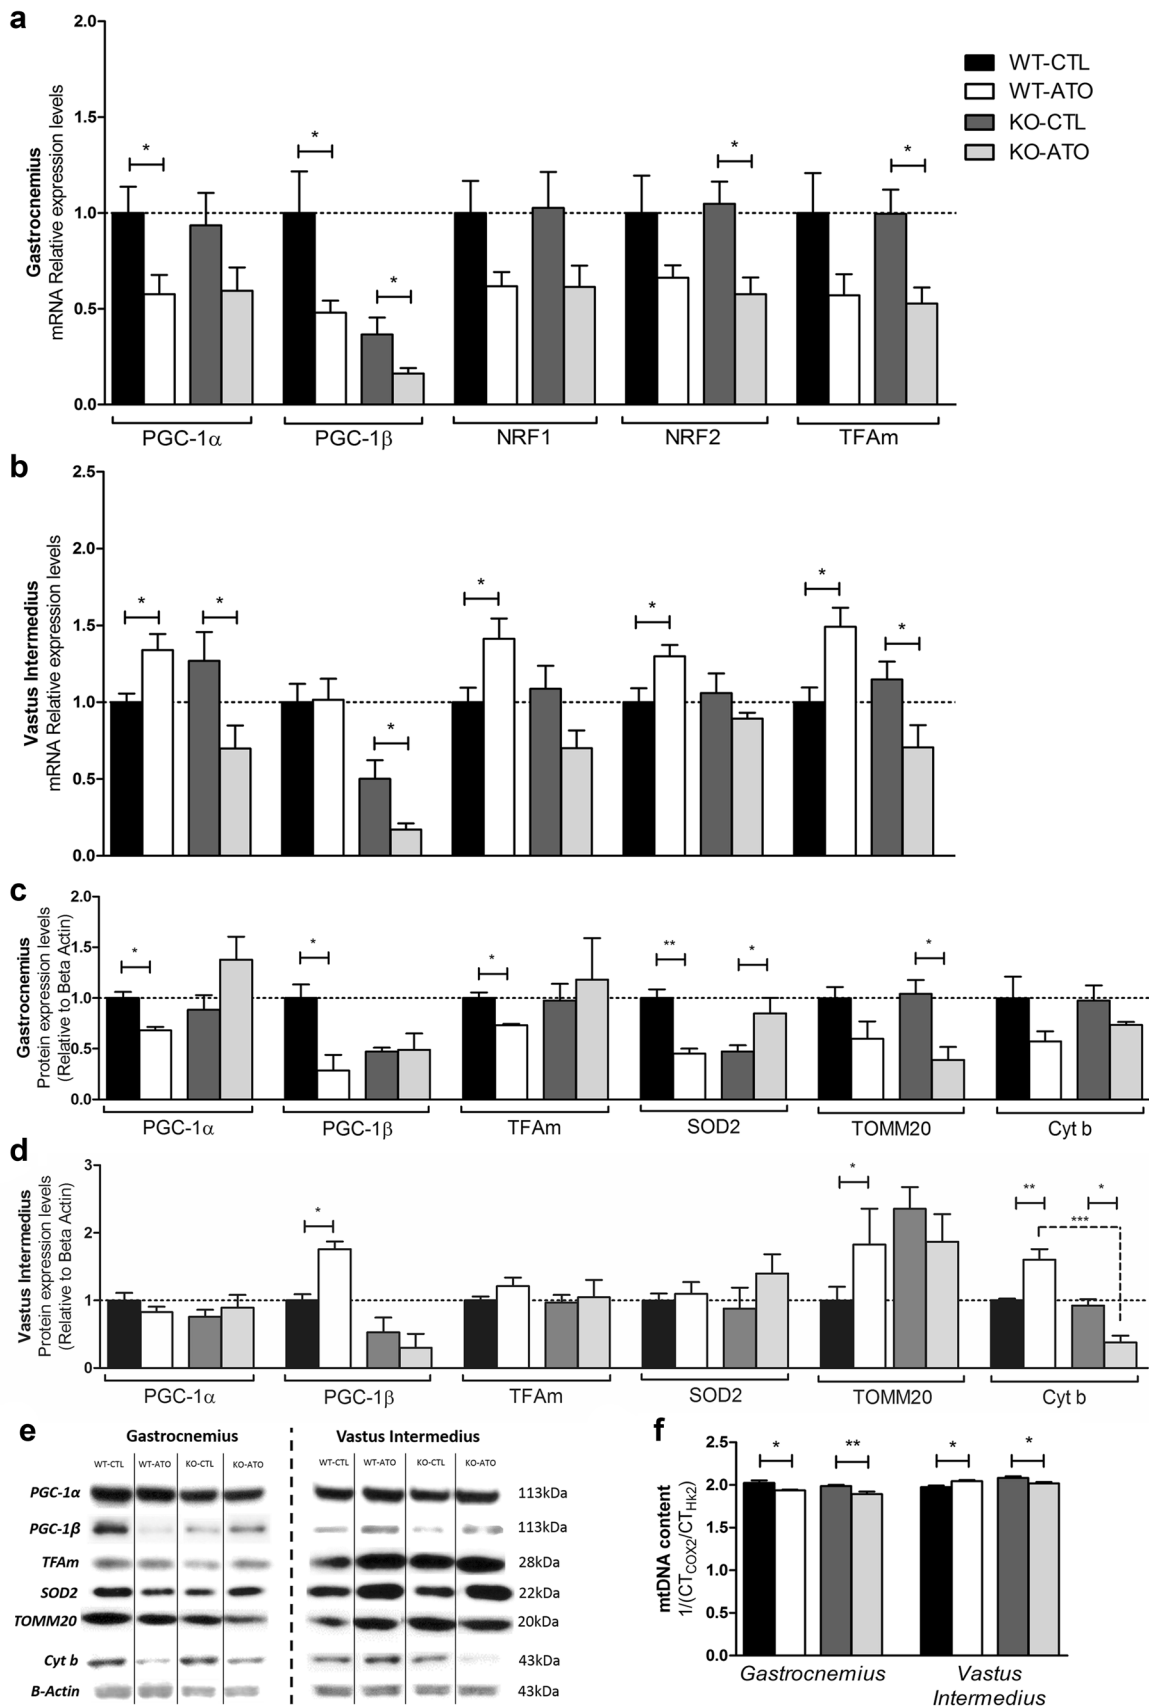 a
2.0
1.5
1.0
0.5
0.0
Gastrocnemius
mRNA Relative expression levels
WT-CTL
WT-ATO
KO-CTL
KO-ATO
* * * * *
PGC-1α PGC-1β NRF1 NRF2 TFAm
b
2.5
2.0
1.5
1.0
0.5
0.0
Vastus Intermedius
mRNA Relative expression levels
* * * * * * *
c
2.0
1.5
1.0
0.5
0.0
Gastrocnemius
Protein expression levels
(Relative to Beta Actin)
* * * ** * *
PGC-1α PGC-1β TFAm SOD2 TOMM20 Cyt b
d
3
2
1
0
Vastus Intermedius
Protein expression levels
(Relative to Beta Actin)
* * ** * ***
PGC-1α PGC-1β TFAm SOD2 TOMM20 Cyt b
e
Gastrocnemius Vastus Intermedius
WT-CTL WT-ATO KO-CTL KO-ATO WT-CTL WT-ATO KO-CTL KO-ATO
PGC-1α 113kDa
PGC-1β 113kDa
TFAm 28kDa
SOD2 22kDa
TOMM20 20kDa
Cyt b 43kDa
B-Actin 43kDa
f
2.5
2.0
1.5
1.0
0.5
0.0
mtDNA content
1/(CT_COX2/CT_Hk2)
* ** * *
Gastrocnemius Vastus
Intermedius